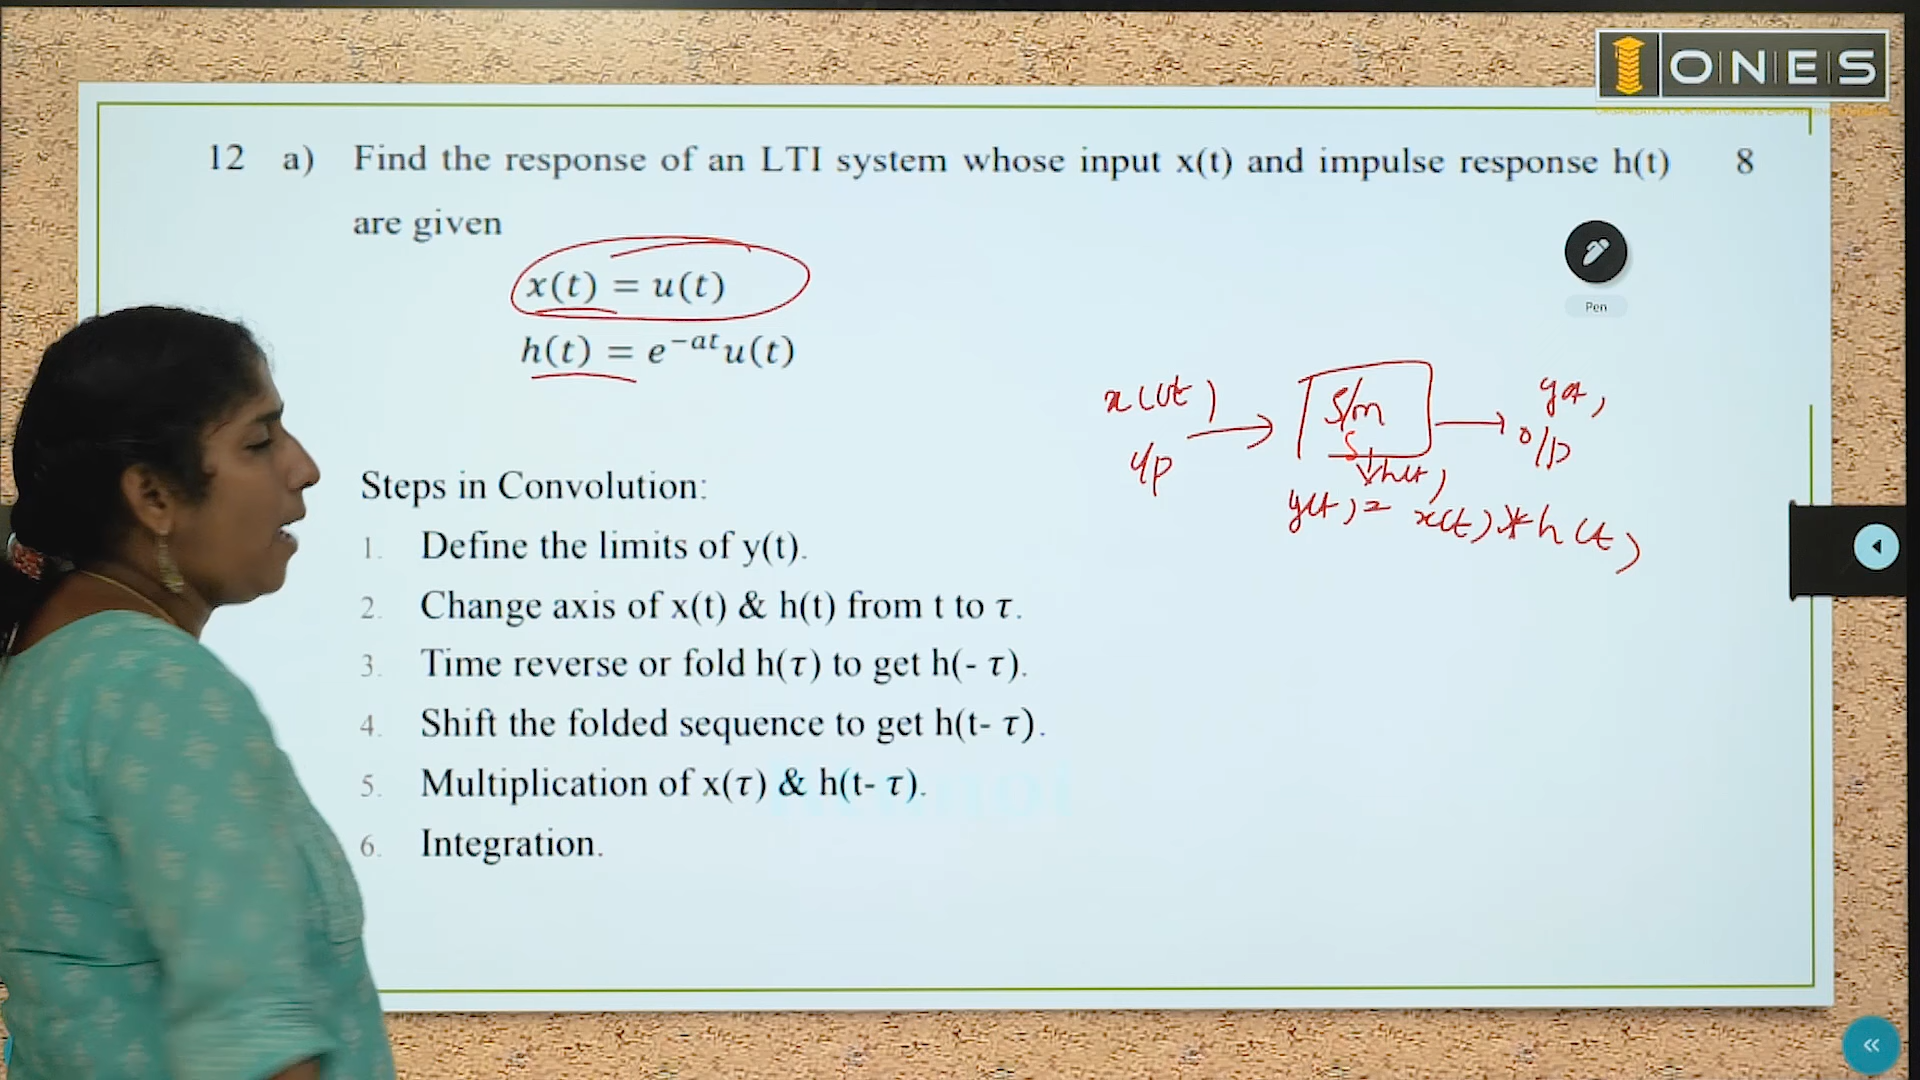 ONES
12 a) Find the response of an LTI system whose input x(t) and impulse response h(t) 8
are given
x(t) = u(t)
h(t) = e^{-at}u(t)
Pen
x(t)
i/p
S/m
y(t)
o/p
h(t)
y(t) = x(t) * h(t)
Steps in Convolution:
1. Define the limits of y(t).
2. Change axis of x(t) & h(t) from t to τ.
3. Time reverse or fold h(τ) to get h(- τ).
4. Shift the folded sequence to get h(t- τ).
5. Multiplication of x(τ) & h(t- τ).
6. Integration.